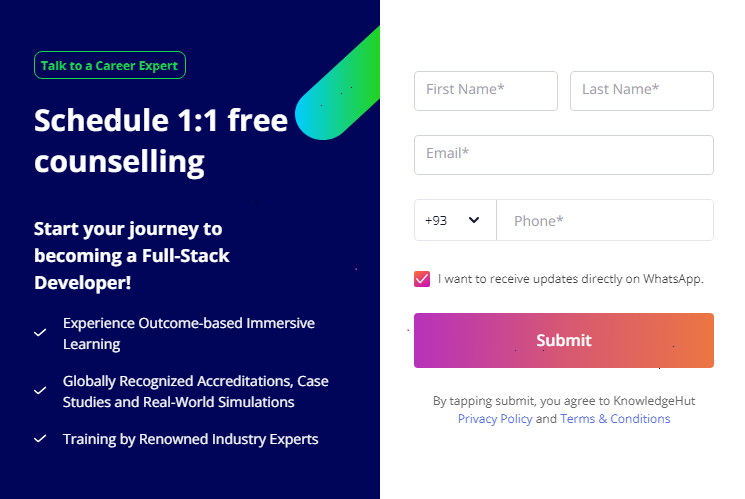 Talk to a Career Expert
Schedule 1:1 free
counselling
Start your journey to
becoming a Full-Stack
Developer!
Experience Outcome-based Immersive
Learning
Globally Recognized Accreditations, Case
Studies and Real-World Simulations
Training by Renowned Industry Experts
First Name*
Last Name*
Email*
+93
Phone*
I want to receive updates directly on WhatsApp.
Submit
By tapping submit, you agree to KnowledgeHut
Privacy Policy and Terms & Conditions